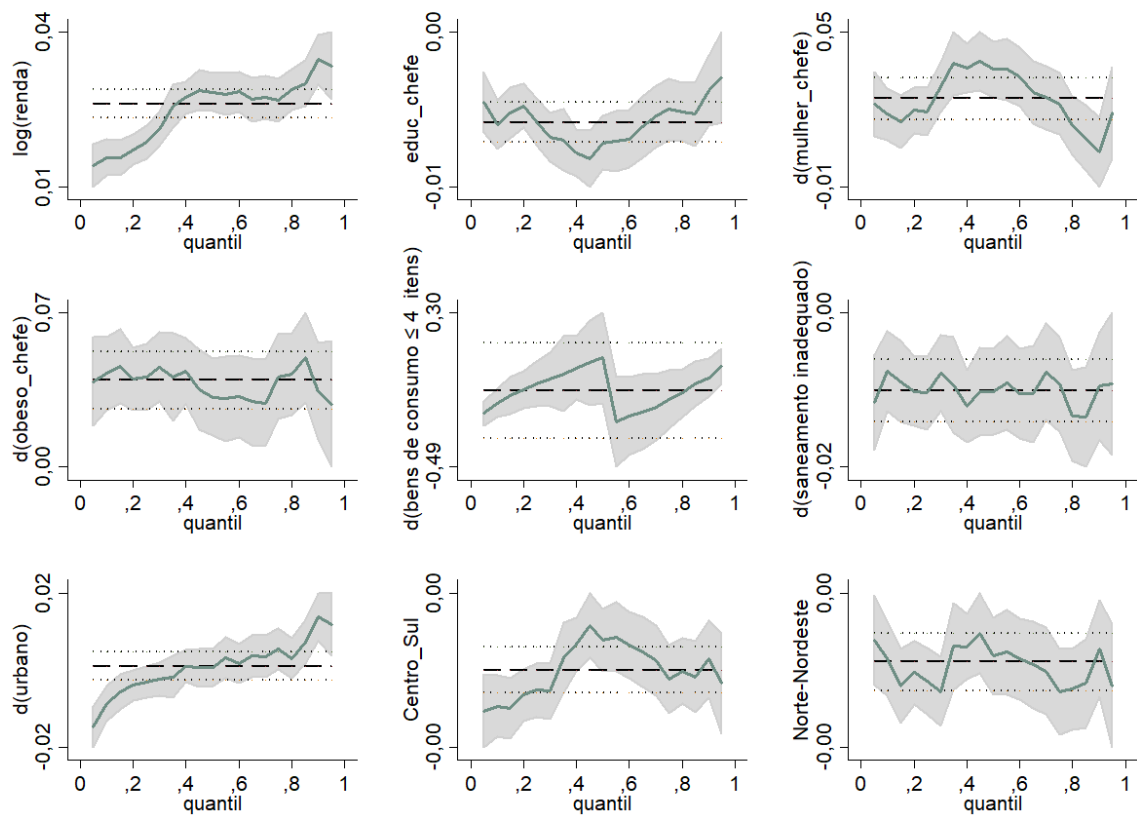 log(renda)
0,04
0,01
0 ,2 ,4 ,6 ,8 1
quantil
educ_chefe
0,00
-0,01
0 ,2 ,4 ,6 ,8 1
quantil
d(mulher_chefe)
0,05
-0,01
0 ,2 ,4 ,6 ,8 1
quantil
d(obeso_chefe)
0,07
0,00
0 ,2 ,4 ,6 ,8 1
quantil
d(bens de consumo ≤ 4 itens)
0,30
-0,49
0 ,2 ,4 ,6 ,8 1
quantil
d(saneamento inadequado)
0,00
-0,02
0 ,2 ,4 ,6 ,8 1
quantil
d(urbano)
0,02
-0,02
0 ,2 ,4 ,6 ,8 1
quantil
Centro_Sul
0,00
-0,00
0 ,2 ,4 ,6 ,8 1
quantil
Norte-Nordeste
0,00
-0,00
0 ,2 ,4 ,6 ,8 1
quantil